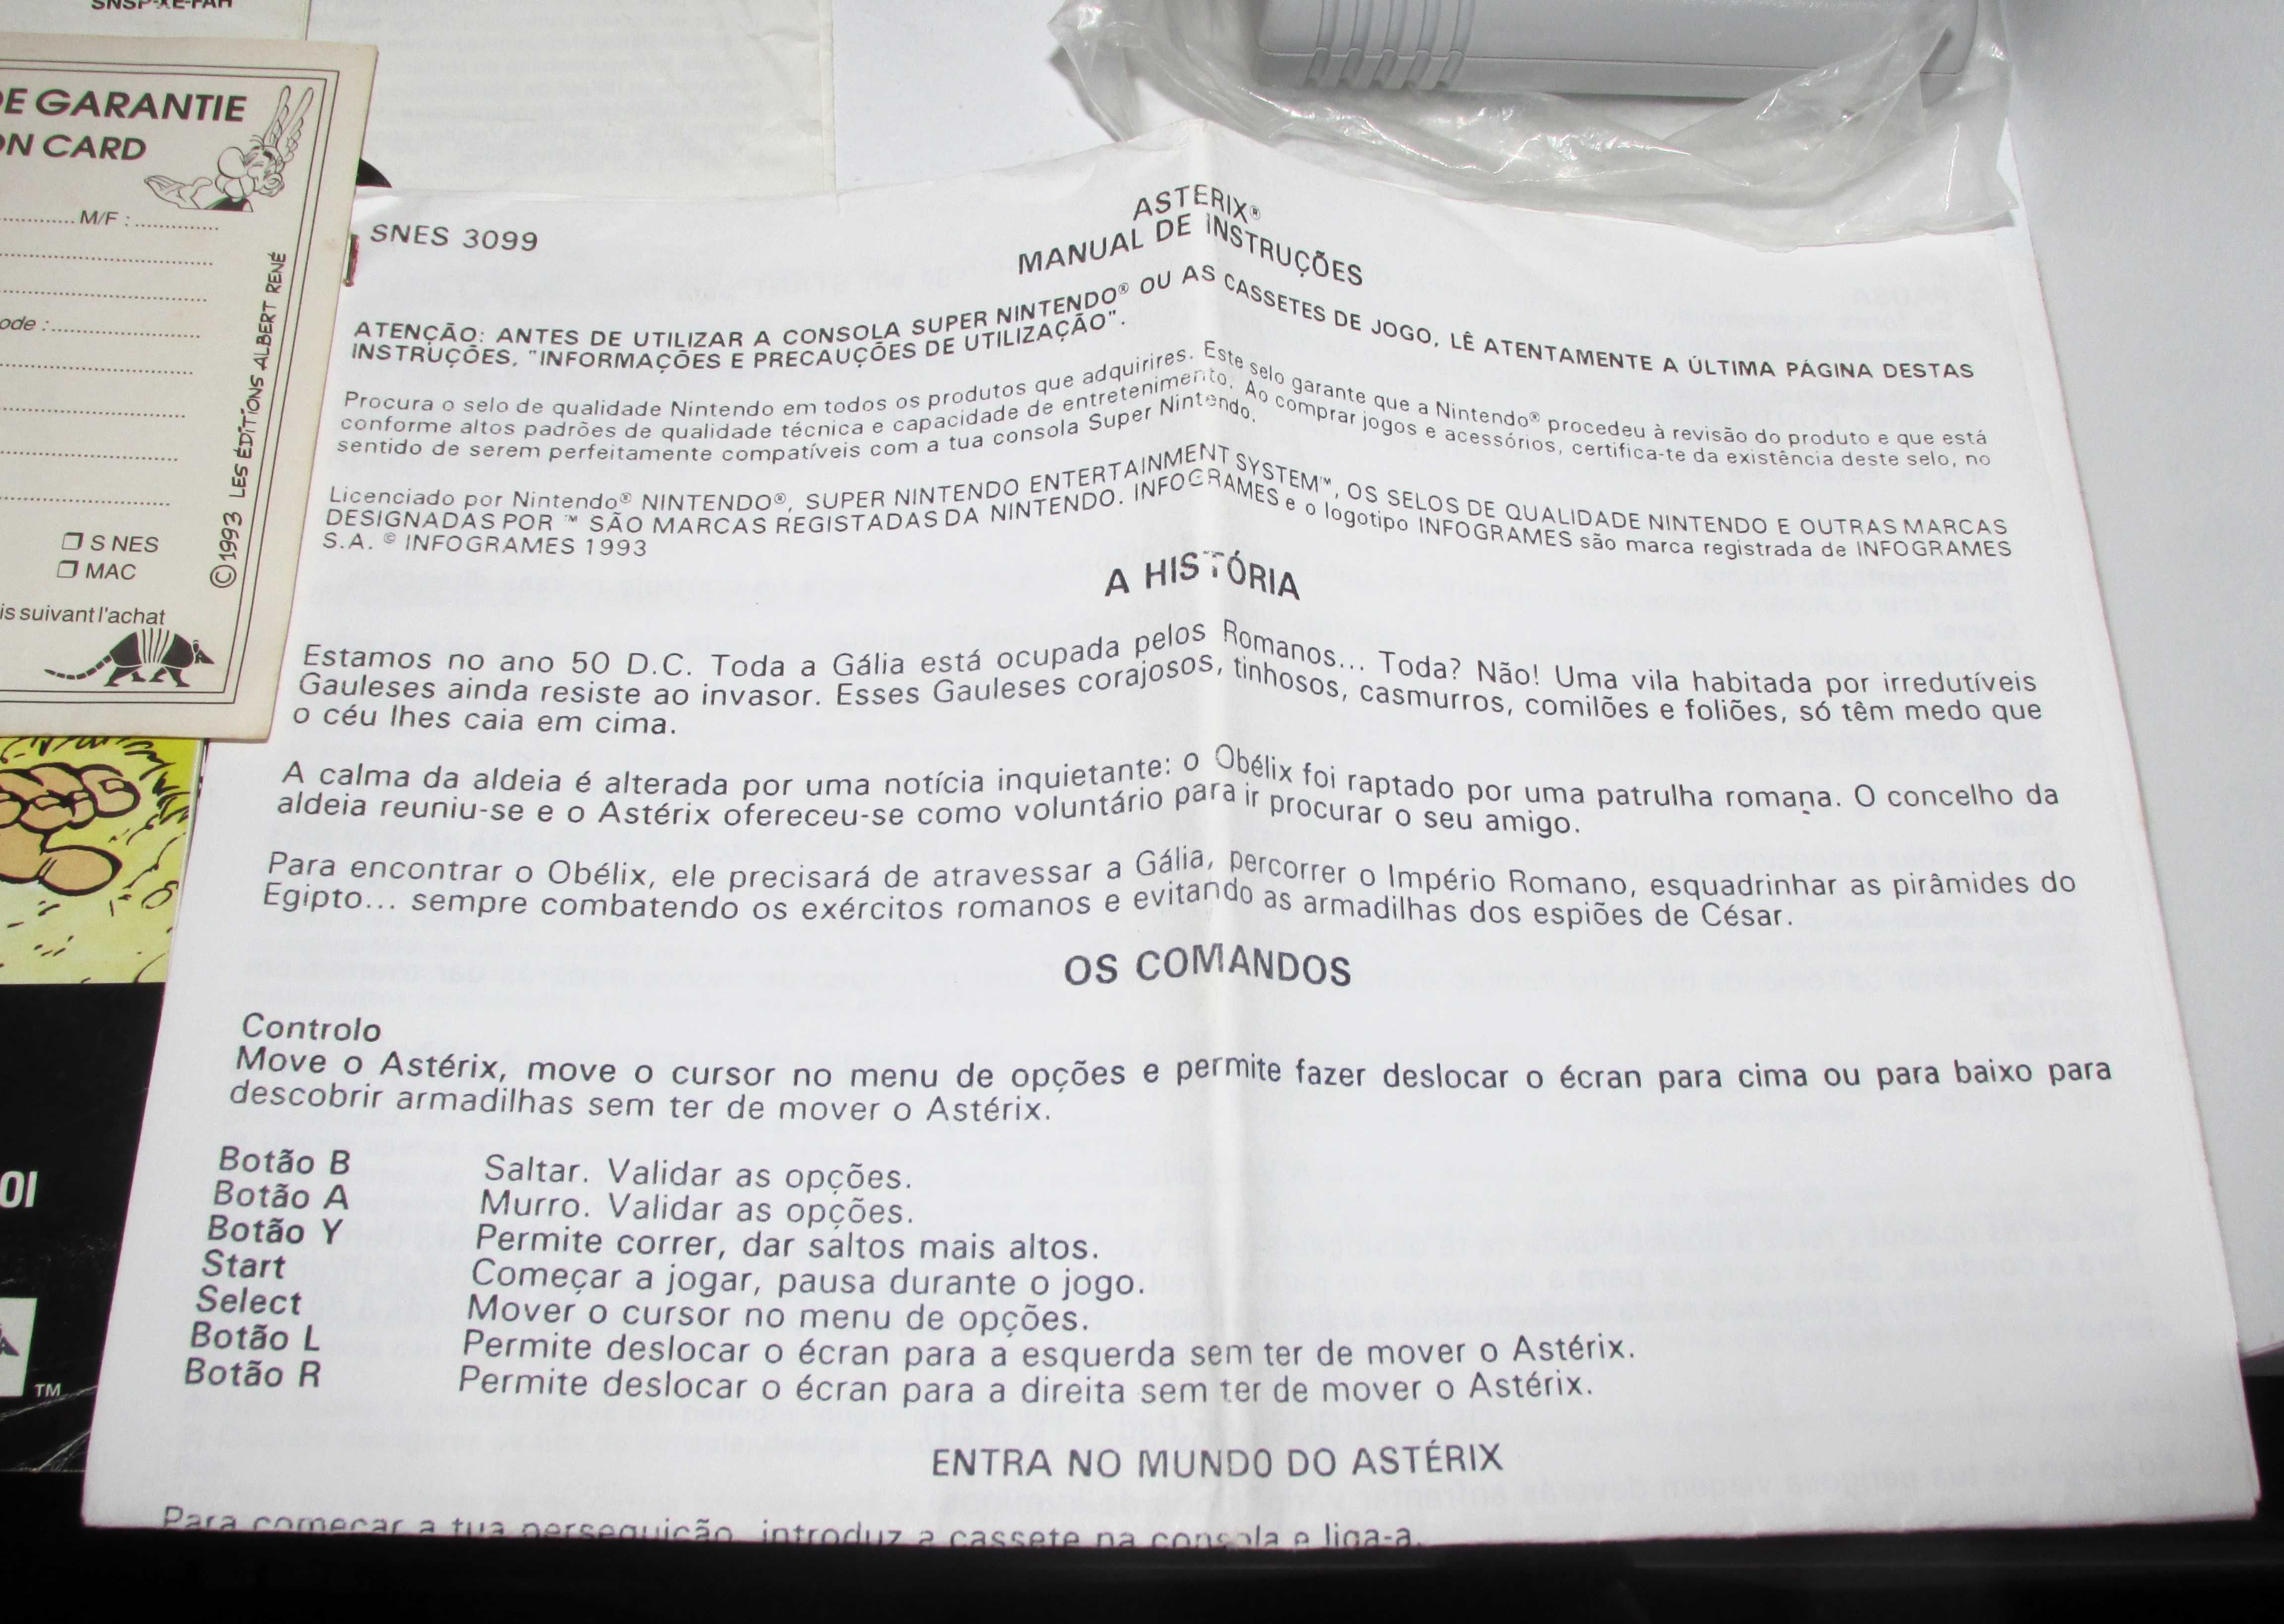 SNSP-XE-FAH
DE GARANTIE
ON CARD
M/F :
ode :
S NES
MAC
is suivant l'achat
©1993 LES ÉDITIONS ALBERT RENÉ
OI
TM
SNES 3099
ASTERIX®
MANUAL DE INSTRUÇÕES
ATENÇÃO: ANTES DE UTILIZAR A CONSOLA SUPER NINTENDO® OU AS CASSETES DE JOGO, LÊ ATENTAMENTE A ÚLTIMA PÁGINA DESTAS
INSTRUÇÕES, "INFORMAÇÕES E PRECAUÇÕES DE UTILIZAÇÃO".
Procura o selo de qualidade Nintendo em todos os produtos que adquirires. Este selo garante que a Nintendo® procedeu à revisão do produto e que está
conforme altos padrões de qualidade técnica e capacidade de entretenimento. Ao comprar jogos e acessórios, certifica-te da existência deste selo, no
sentido de serem perfeitamente compatíveis com a tua consola Super Nintendo.
Licenciado por Nintendo® NINTENDO®, SUPER NINTENDO ENTERTAINMENT SYSTEM™, OS SELOS DE QUALIDADE NINTENDO E OUTRAS MARCAS
DESIGNADAS POR ™ SÃO MARCAS REGISTADAS DA NINTENDO. INFOGRAMES e o logotipo INFOGRAMES são marca registrada de INFOGRAMES
S.A. © INFOGRAMES 1993
A HISTÓRIA
Estamos no ano 50 D.C. Toda a Gália está ocupada pelos Romanos... Toda? Não! Uma vila habitada por irredutíveis
Gauleses ainda resiste ao invasor. Esses Gauleses corajosos, tinhosos, casmurros, comilões e foliões, só têm medo que
o céu lhes caia em cima.
A calma da aldeia é alterada por uma notícia inquietante: o Obélix foi raptado por uma patrulha romana. O concelho da
aldeia reuniu-se e o Astérix ofereceu-se como voluntário para ir procurar o seu amigo.
Para encontrar o Obélix, ele precisará de atravessar a Gália, percorrer o Império Romano, esquadrinhar as pirâmides do
Egipto... sempre combatendo os exércitos romanos e evitando as armadilhas dos espiões de César.
OS COMANDOS
Controlo
Move o Astérix, move o cursor no menu de opções e permite fazer deslocar o écran para cima ou para baixo para
descobrir armadilhas sem ter de mover o Astérix.
Botão B Saltar. Validar as opções.
Botão A Murro. Validar as opções.
Botão Y Permite correr, dar saltos mais altos.
Start Começar a jogar, pausa durante o jogo.
Select Mover o cursor no menu de opções.
Botão L Permite deslocar o écran para a esquerda sem ter de mover o Astérix.
Botão R Permite deslocar o écran para a direita sem ter de mover o Astérix.
ENTRA NO MUNDO DO ASTÉRIX
Para começar a tua perseguição, introduz a cassete na consola e liga-a.